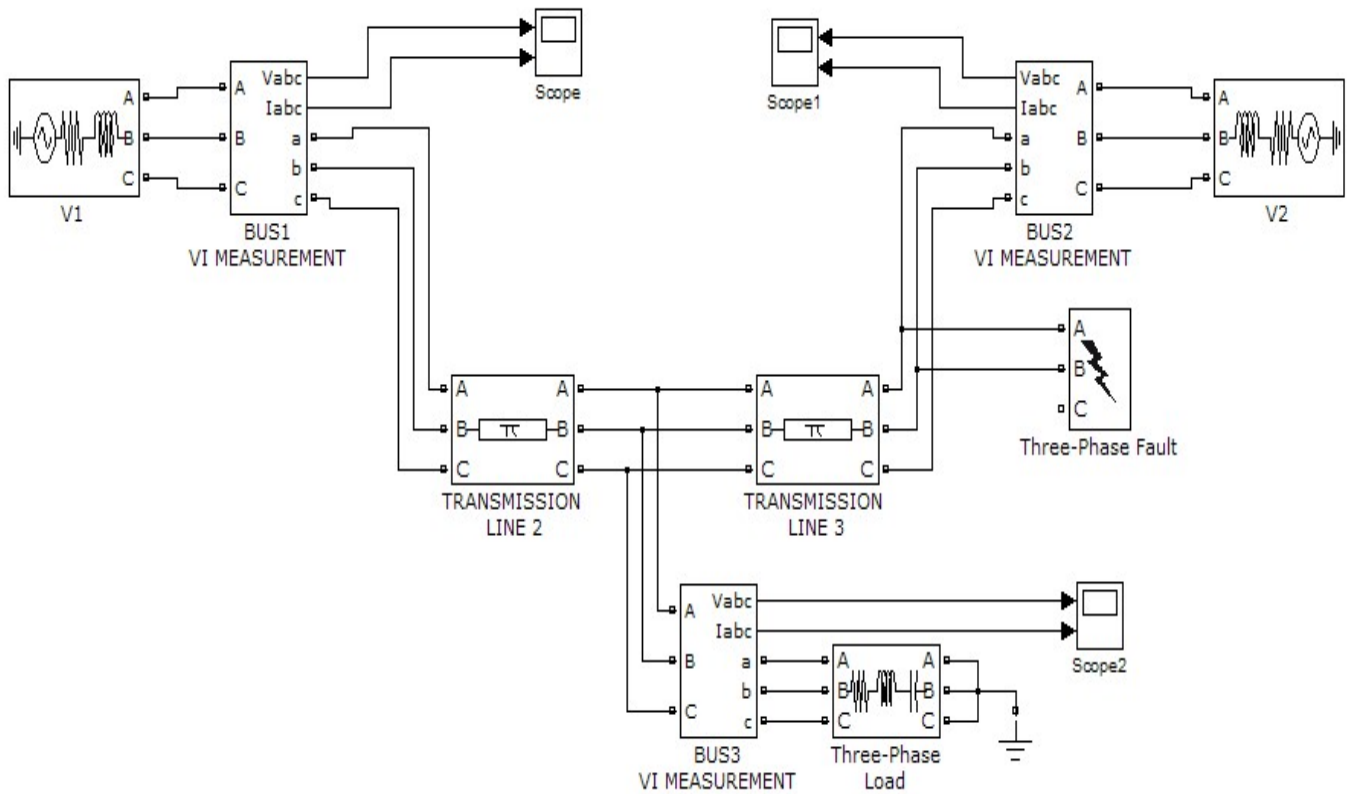 Vabc
Iabc
a
b
c
A
B
C
A
B
C
V1
BUS1
VI MEASUREMENT
Scope
Scope1
Vabc
Iabc
a
b
c
A
B
C
A
B
C
V2
BUS2
VI MEASUREMENT
A
B
C
Three-Phase Fault
A
B
C
π
A
B
C
TRANSMISSION
LINE 2
A
B
C
π
A
B
C
TRANSMISSION
LINE 3
A
B
C
Vabc
Iabc
a
b
c
BUS3
VI MEASUREMENT
Scope2
A
B
C
A
B
C
Three-Phase
Load